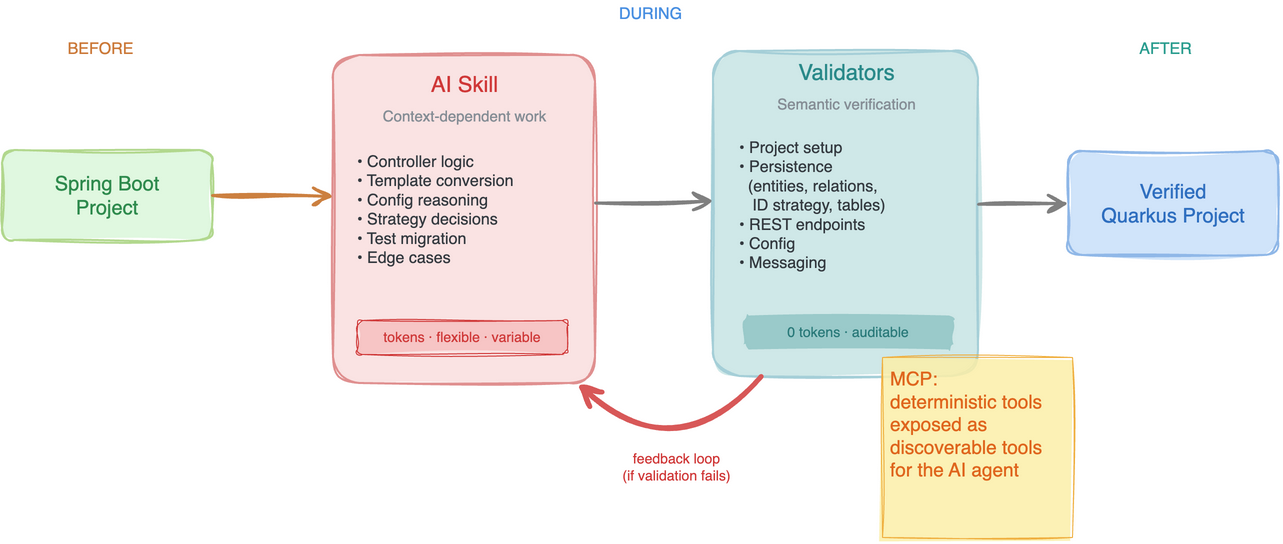 DURING
BEFORE
AFTER
Spring Boot
Project
AI Skill
Context-dependent work
• Controller logic
• Template conversion
• Config reasoning
• Strategy decisions
• Test migration
• Edge cases
tokens · flexible · variable
Validators
Semantic verification
• Project setup
• Persistence
(entities, relations,
ID strategy, tables)
• REST endpoints
• Config
• Messaging
0 tokens · auditable
Verified
Quarkus Project
MCP:
deterministic tools
exposed as
discoverable tools
for the AI agent
feedback loop
(if validation fails)